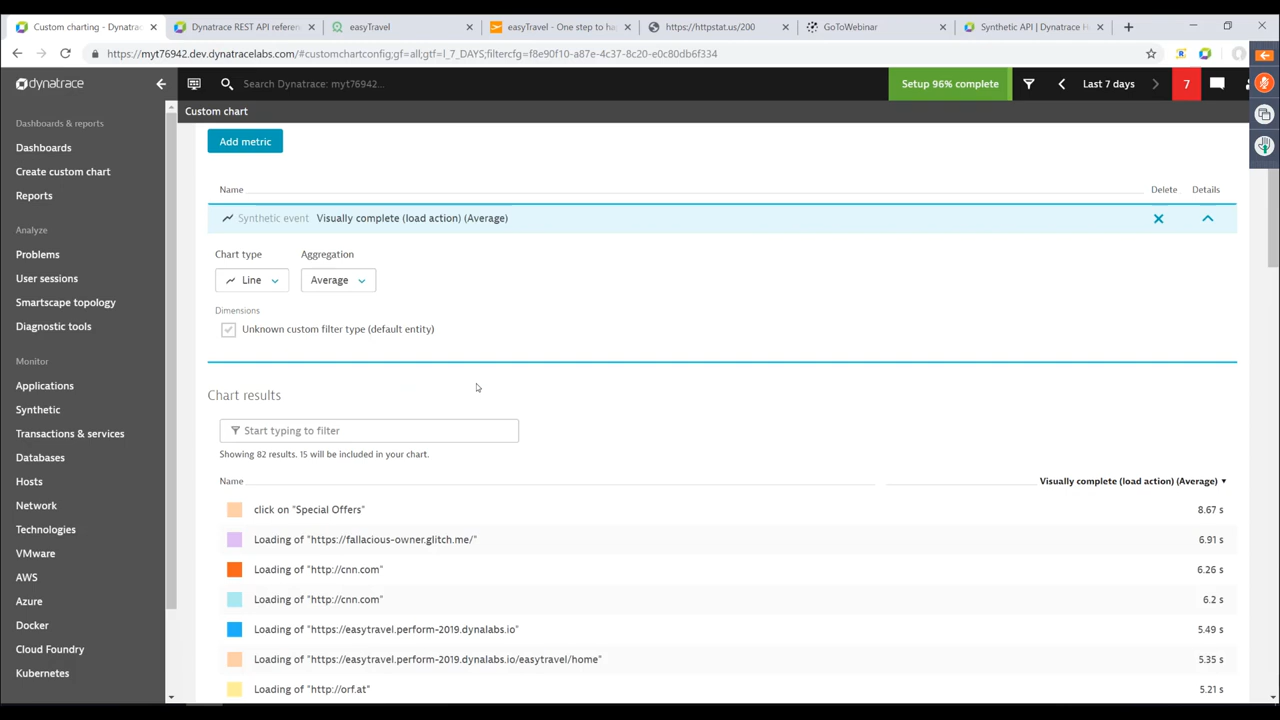 Custom charting - Dynatra
Dynatrace REST API referen
easyTravel
easyTravel - One step to ha
https://httpstat.us/200
GoToWebinar
Synthetic API | Dynatrace H
https://myt76942.dev.dynatracelabs.com/#customchartconfig;gf=all;gtf=l_7_DAYS;filtercfg=f8e90f10-a87e-4c37-8c20-e0c80db6f334
dynatrace
Search Dynatrace: myt76942...
Setup 96% complete
Last 7 days
7
Custom chart
Dashboards & reports
Dashboards
Create custom chart
Reports
Analyze
Problems
User sessions
Smartscape topology
Diagnostic tools
Monitor
Applications
Synthetic
Transactions & services
Databases
Hosts
Network
Technologies
VMware
AWS
Azure
Docker
Cloud Foundry
Kubernetes
Add metric
Name Delete Details
Synthetic event Visually complete (load action) (Average)
Chart type Aggregation
Line Average
Dimensions
Unknown custom filter type (default entity)
Chart results
Start typing to filter
Showing 82 results. 15 will be included in your chart.
Name Visually complete (load action) (Average)
click on "Special Offers" 8.67 s
Loading of "https://fallacious-owner.glitch.me/" 6.91 s
Loading of "http://cnn.com" 6.26 s
Loading of "http://cnn.com" 6.2 s
Loading of "https://easytravel.perform-2019.dynalabs.io" 5.49 s
Loading of "https://easytravel.perform-2019.dynalabs.io/easytravel/home" 5.35 s
Loading of "http://orf.at" 5.21 s